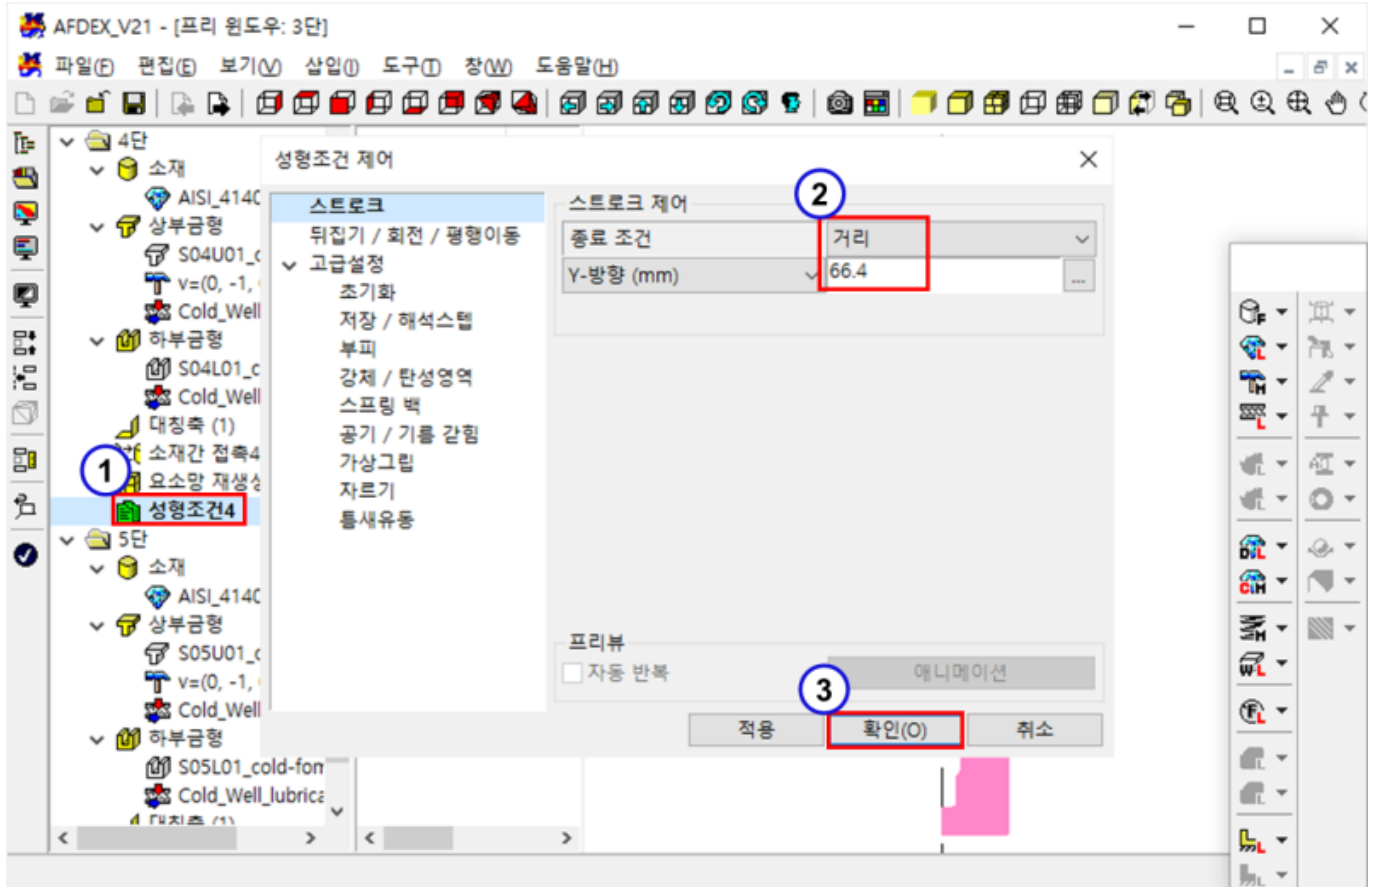 AFDEX_V21 - [프리 윈도우: 3단]
파일(F) 편집(E) 보기(V) 삽입(I) 도구(T) 창(W) 도움말(H)
4단
소재
AISI_4140
상부금형
S04U01_c
v=(0, -1,
Cold_Well
하부금형
S04L01_c
Cold_Well
대칭축 (1)
소재간 접촉4
요소망 재생성
1
성형조건4
5단
소재
AISI_4140
상부금형
S05U01_c
v=(0, -1,
Cold_Well
하부금형
S05L01_cold-forn
Cold_Well_lubrica
대칭축 (1)
성형조건 제어
스트로크
뒤집기 / 회전 / 평행이동
고급설정
초기화
저장 / 해석스텝
부피
강체 / 탄성영역
스프링 백
공기 / 기름 갇힘
가상그립
자르기
틈새유동
스트로크 제어
2
종료 조건 거리
Y-방향 (mm) 66.4 ...
프리뷰
자동 반복 애니메이션
3
적용 확인(O) 취소